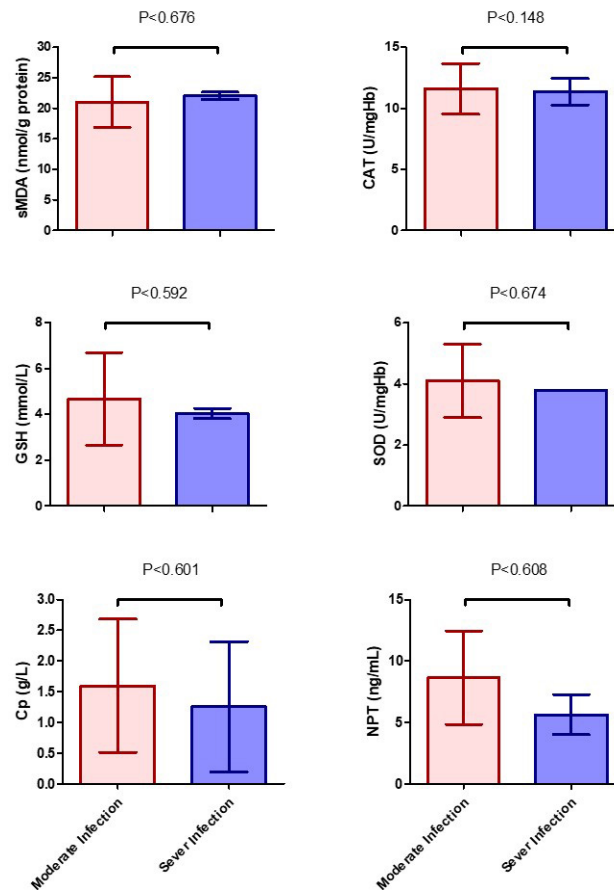 P<0.676
sMDA (nmol/g protein)
30
25
20
15
10
5
0
P<0.148
CAT (U/mgHb)
15
10
5
0
P<0.592
GSH (mmol/L)
8
6
4
2
0
P<0.674
SOD (U/mgHb)
6
4
2
0
P<0.601
Cp (g/L)
3.0
2.5
2.0
1.5
1.0
0.5
0.0
Moderate Infection
Sever Infection
P<0.608
NPT (ng/mL)
15
10
5
0
Moderate Infection
Sever Infection